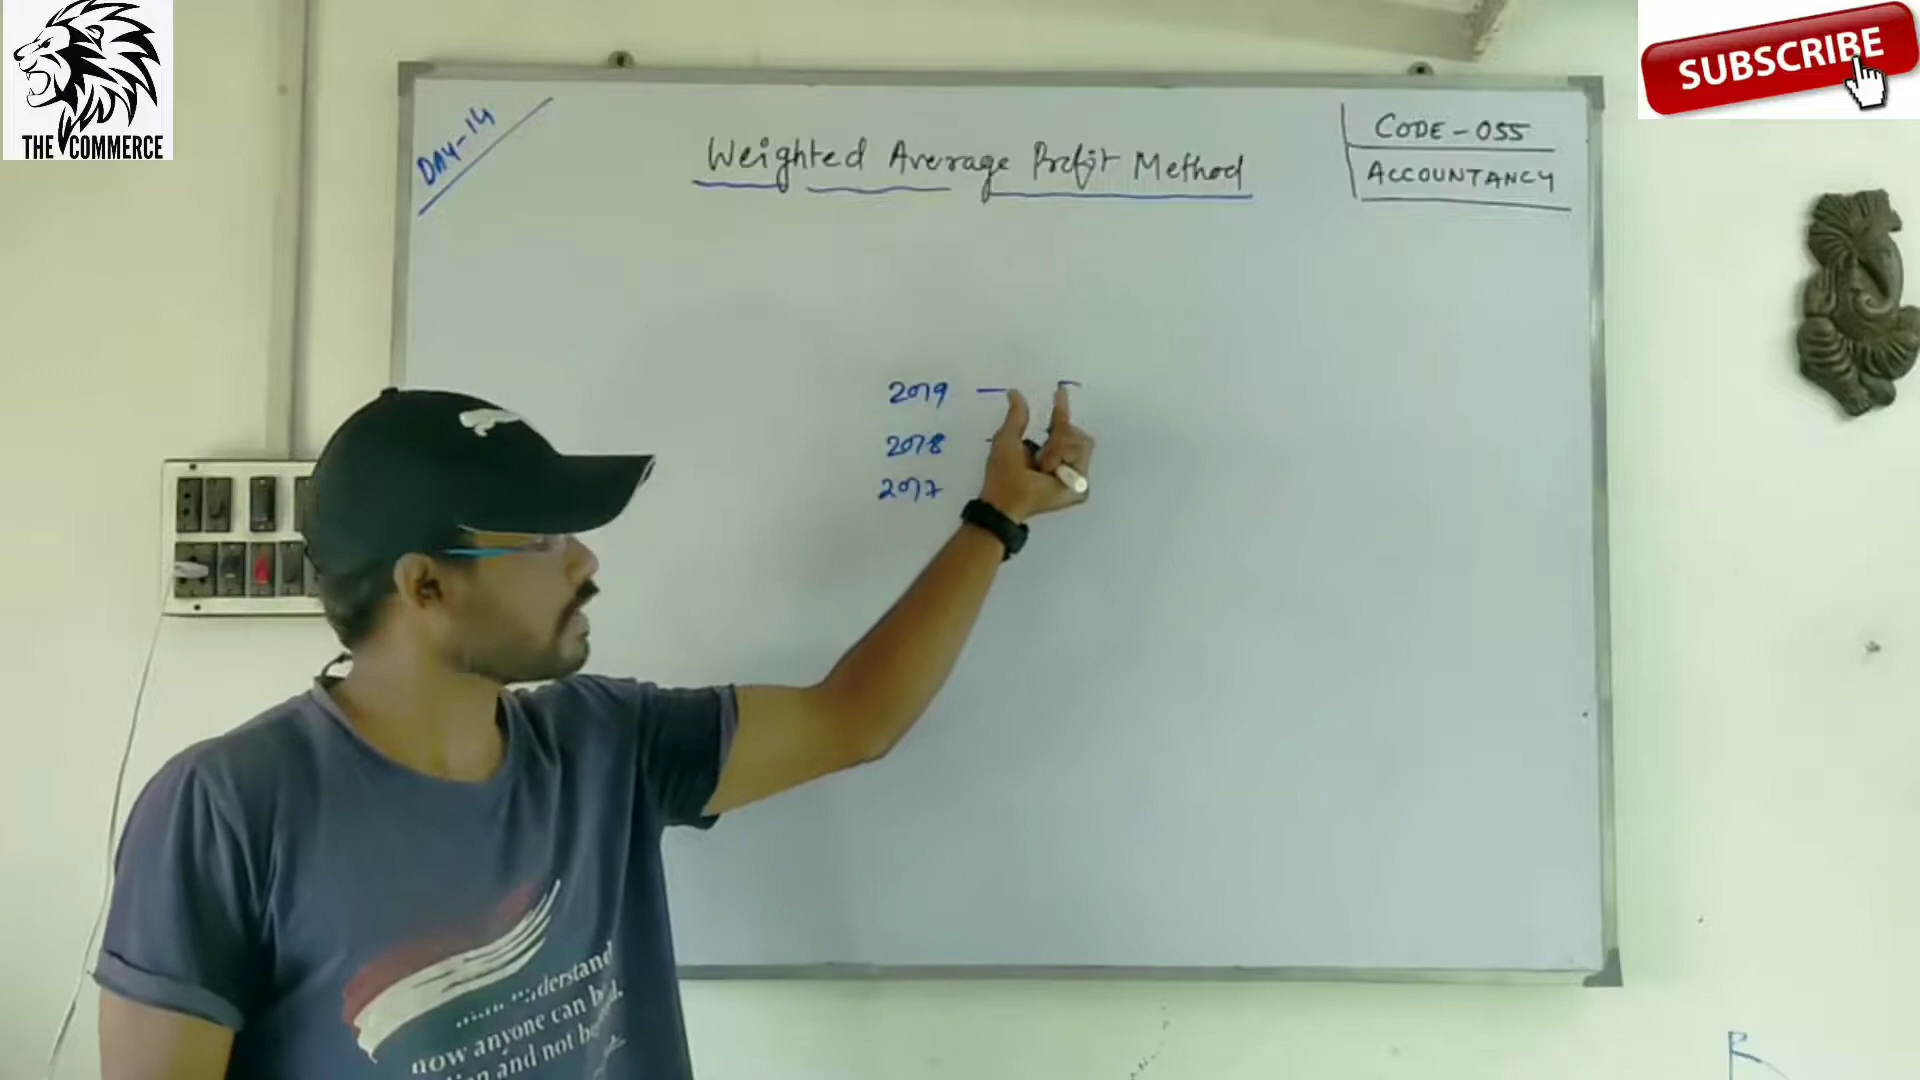 THE COMMERCE
SUBSCRIBE
DAY-14
Weighted Average Profit Method
CODE-055
ACCOUNTANCY
2019 —
2018
2017
now anyone can
and not